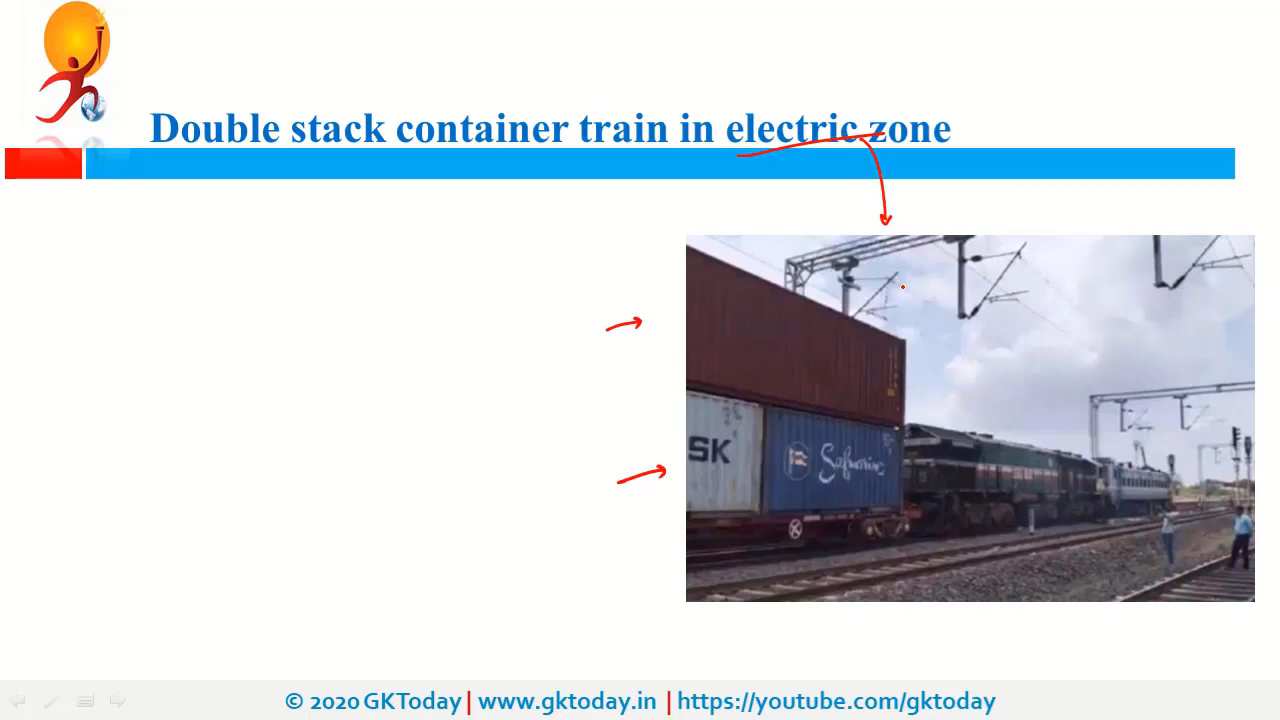 Double stack container train in electric zone
SK
Safmarine
© 2020 GKToday | www.gktoday.in | https://youtube.com/gktoday